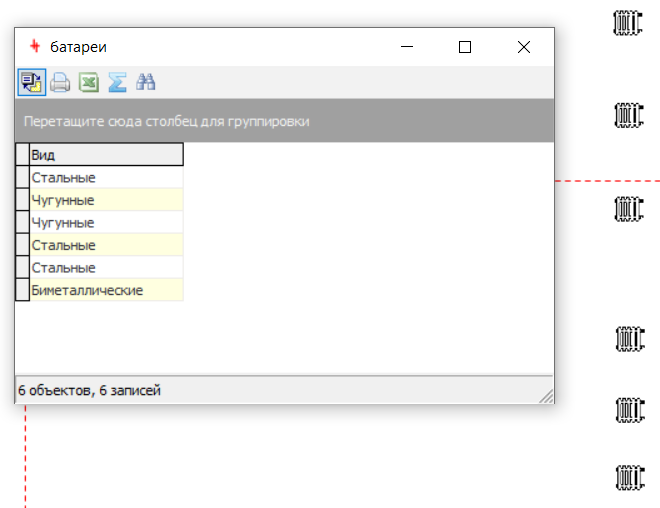 батареи
Перетащите сюда столбец для группировки
Вид
Стальные
Чугунные
Чугунные
Стальные
Стальные
Биметаллические
6 объектов, 6 записей